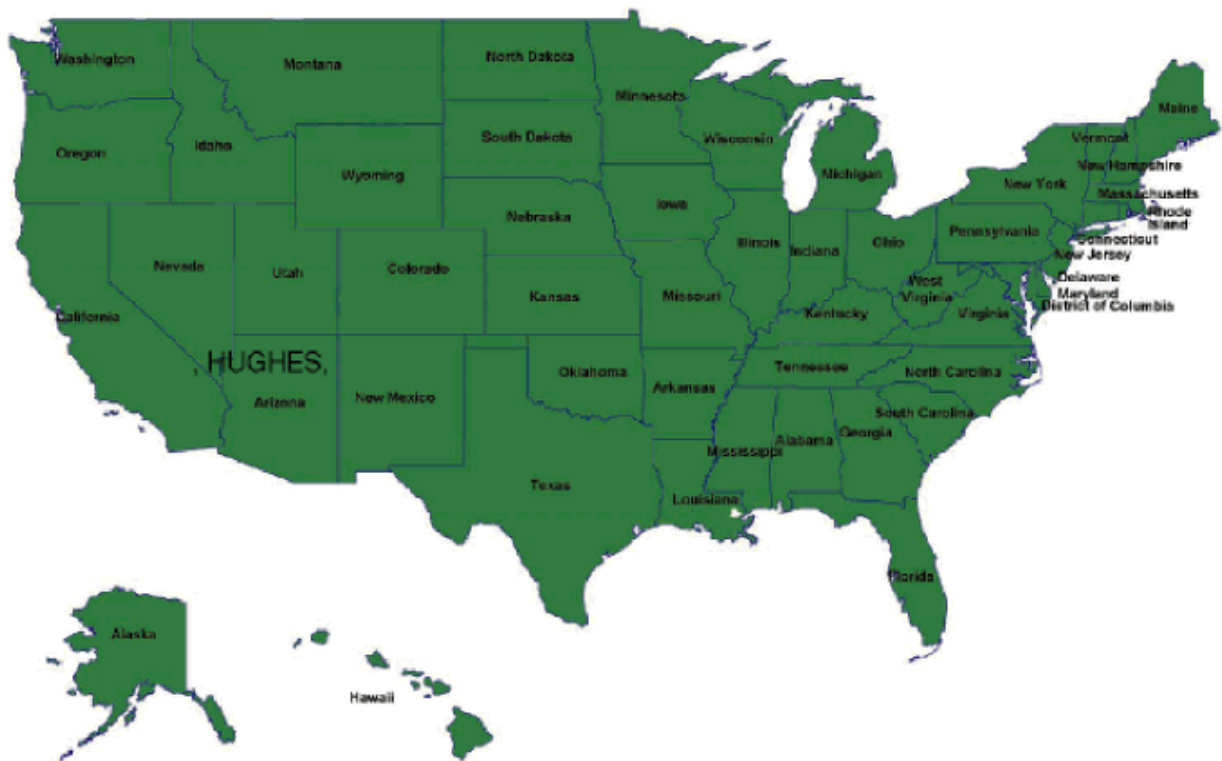 Washington
Montana
North Dakota
Minnesota
Maine
Oregon
Idaho
South Dakota
Wisconsin
Vermont
Wyoming
Michigan
New Hampshire
New York
Massachusetts
Nebraska
Iowa
Rhode
Island
Nevada
Utah
Colorado
Illinois
Indiana
Ohio
Pennsylvania
Connecticut
New Jersey
Kansas
Missouri
West
Virginia
Delaware
Maryland
District of Columbia
California
Kentucky
Virginia
, HUGHES,
Arizona
New Mexico
Oklahoma
Arkansas
Tennessee
North Carolina
South Carolina
Mississippi
Alabama
Georgia
Texas
Louisiana
Florida
Alaska
Hawaii